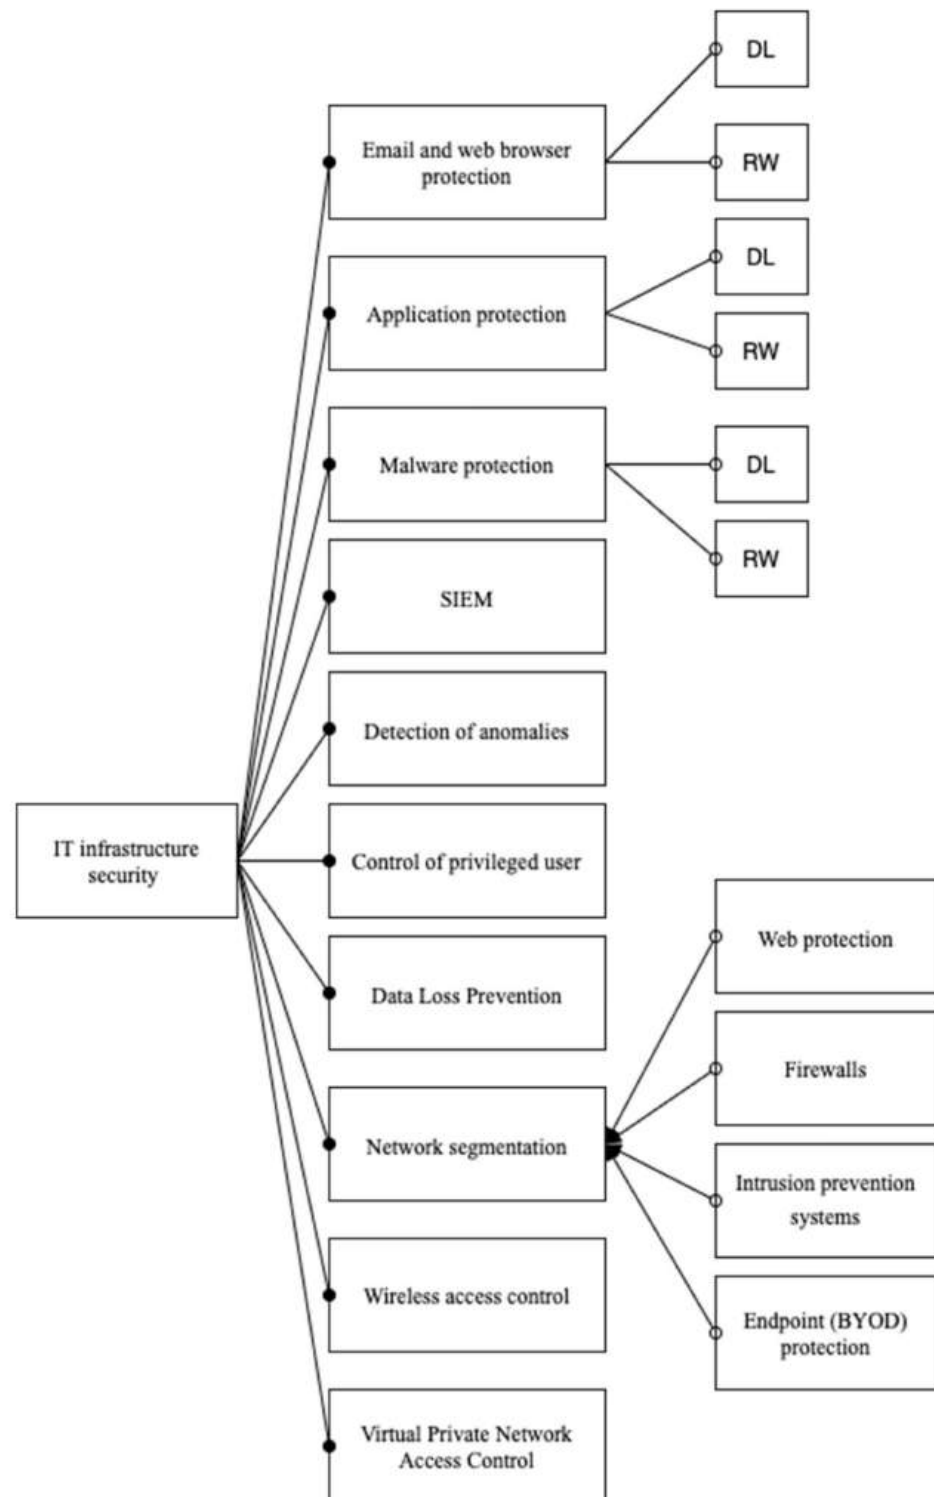 DL
Email and web browser
protection
RW
DL
Application protection
RW
DL
Malware protection
RW
SIEM
Detection of anomalies
IT infrastructure
security
Control of privileged user
Web protection
Data Loss Prevention
Firewalls
Network segmentation
Intrusion prevention
systems
Wireless access control
Endpoint (BYOD)
protection
Virtual Private Network
Access Control